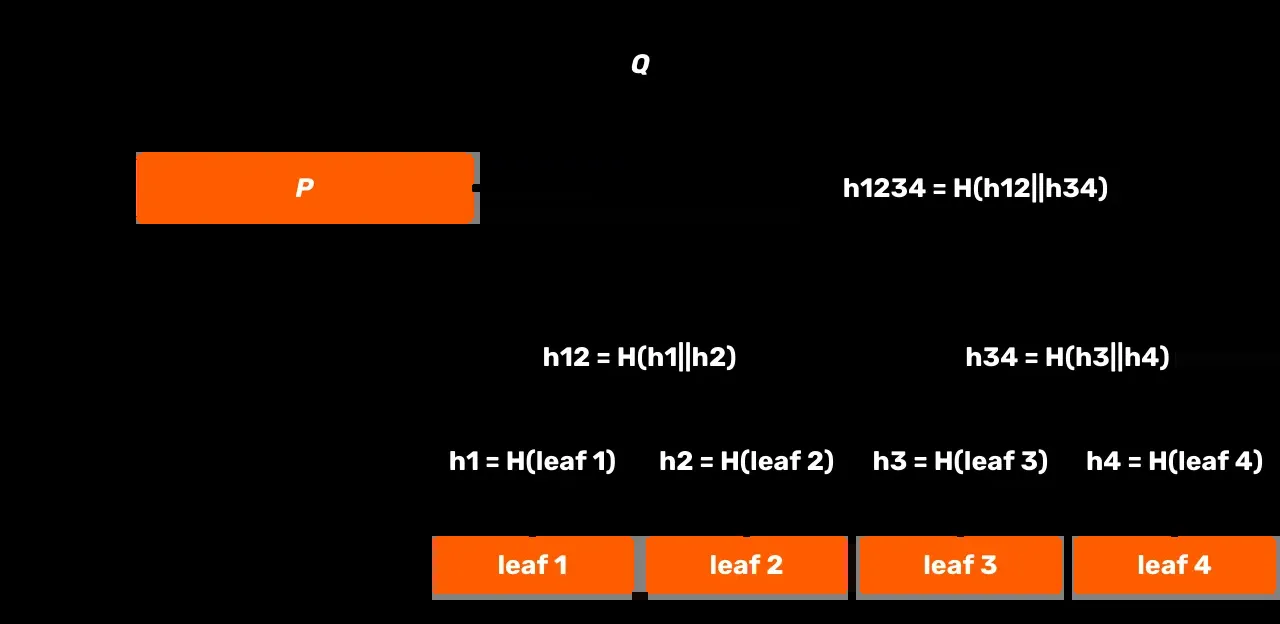 Q
P
h1234 = H(h12||h34)
h12 = H(h1||h2)
h34 = H(h3||h4)
h1 = H(leaf 1)
h2 = H(leaf 2)
h3 = H(leaf 3)
h4 = H(leaf 4)
leaf 1
leaf 2
leaf 3
leaf 4